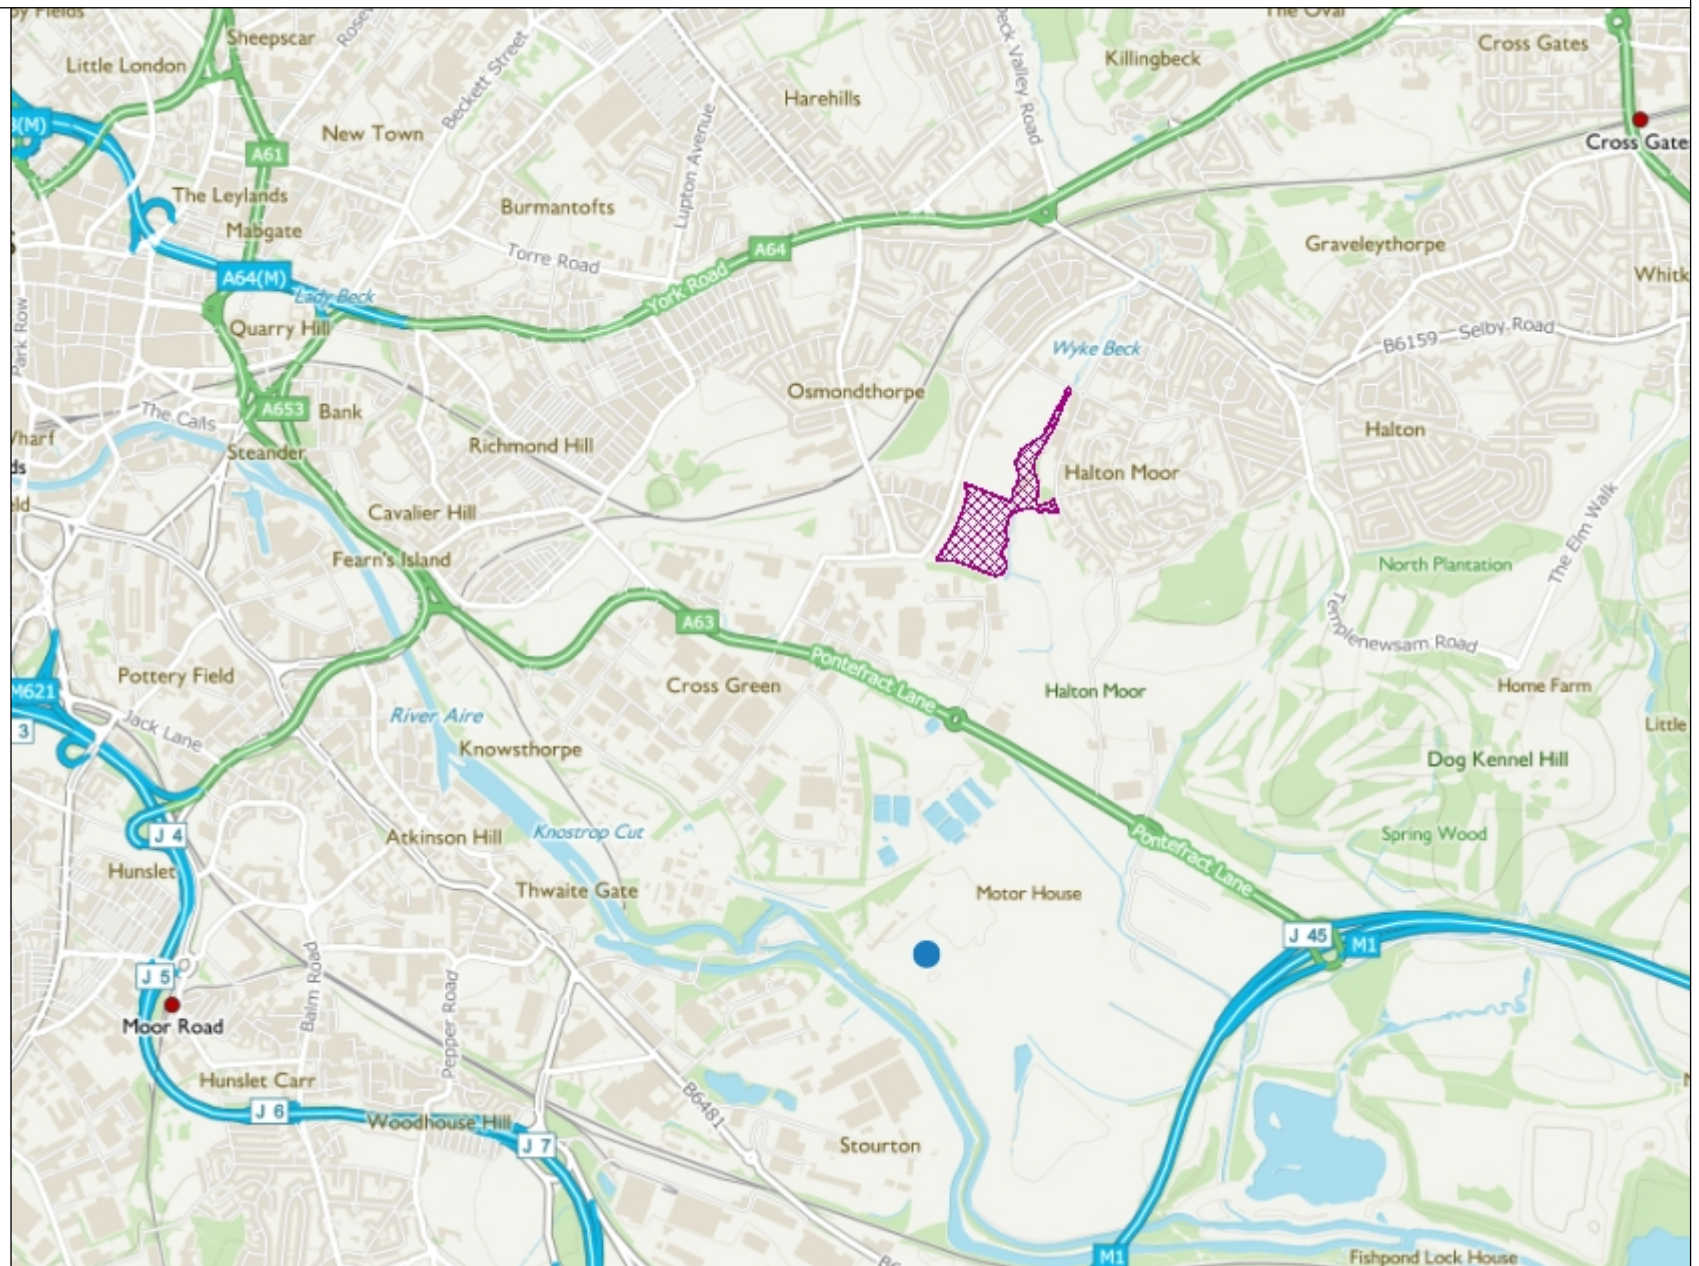 Sheepscar
Little London
Beckett Street
New Town
Harehills
Beck Valley Road
Killingbeck
The Oval
Cross Gates
Cross Gate
A61
The Leylands
Mabgate
Burmantofts
Lupton Avenue
Torre Road
A64
York Road
A64(M)
Lady Beck
Quarry Hill
Park Row
Graveleythorpe
Whitk
B6159
Selby Road
Wyke Beck
Osmondthorpe
A653
Bank
The Calls
Steander
Richmond Hill
Halton
Halton Moor
Cavalier Hill
Fearn's Island
North Plantation
The Elm Walk
Templenewsam Road
A63
Pontefract Lane
Pottery Field
Cross Green
Halton Moor
Home Farm
M621
3
Jack Lane
River Aire
Knowsthorpe
Little
Dog Kennel Hill
J 4
Atkinson Hill
Knostrop Cut
Pontefract Lane
Spring Wood
Hunslet
Thwaite Gate
Motor House
J 45
M1
J 5
Moor Road
Balm Road
Pepper Road
Hunslet Carr
J 6
Woodhouse Hill
J 7
B6481
Stourton
M1
Fishpond Lock House